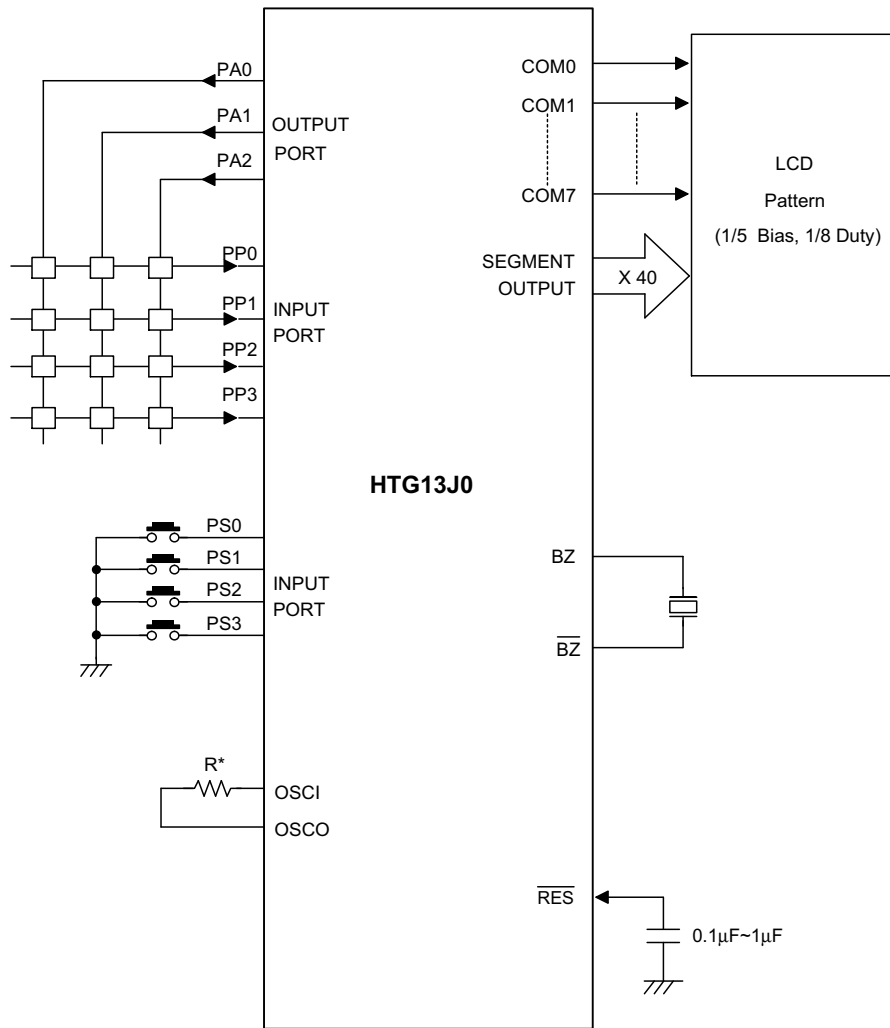 PA0
PA1
PA2
OUTPUT
PORT
PP0
PP1
PP2
PP3
INPUT
PORT
COM0
COM1
COM7
SEGMENT
OUTPUT
X 40
LCD
Pattern
(1/5 Bias, 1/8 Duty)
HTG13J0
PS0
PS1
PS2
PS3
INPUT
PORT
BZ
B̅Z̅
R*
OSCI
OSCO
R̅E̅S̅
0.1μF~1μF